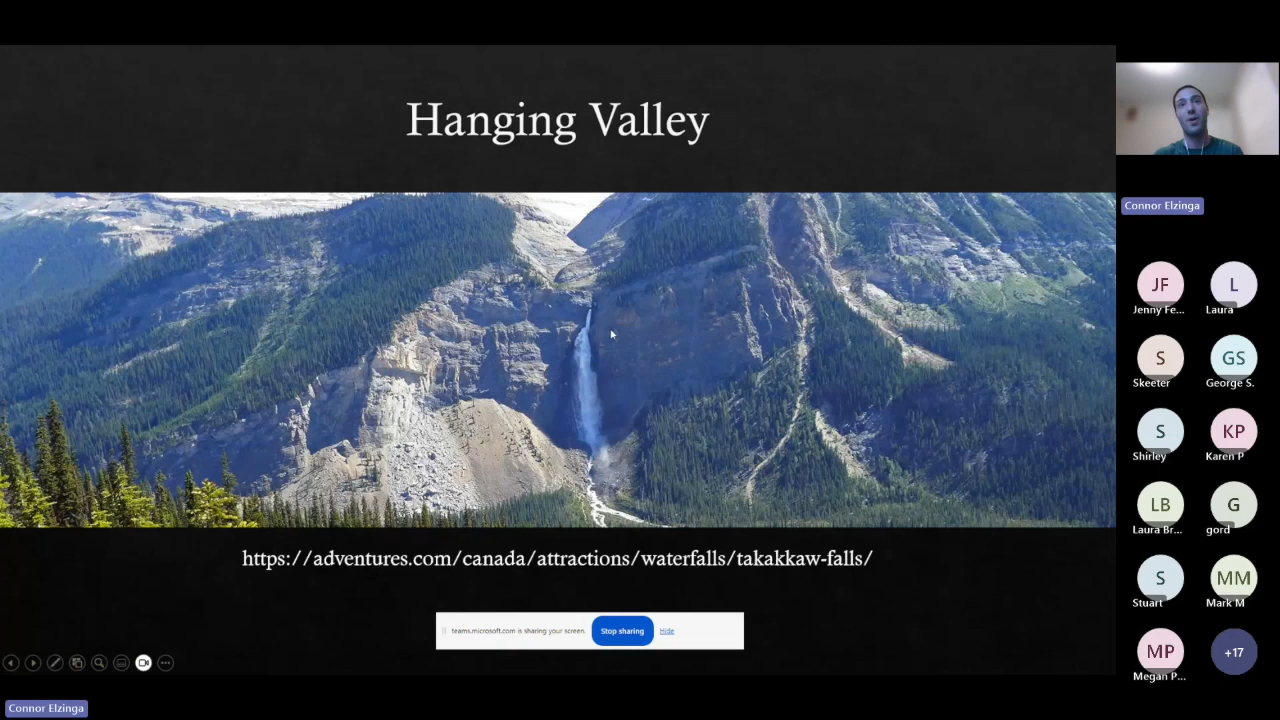 Hanging Valley
https://adventures.com/canada/attractions/waterfalls/takakkaw-falls/
teams.microsoft.com is sharing your screen. Stop sharing Hide
Connor Elzinga
Connor Elzinga
JF L
Jenny Fe... Laura
S GS
Skeeter George S.
S KP
Shirley Karen P
LB G
Laura Br... gord
S MM
Stuart Mark M
MP +17
Megan P...